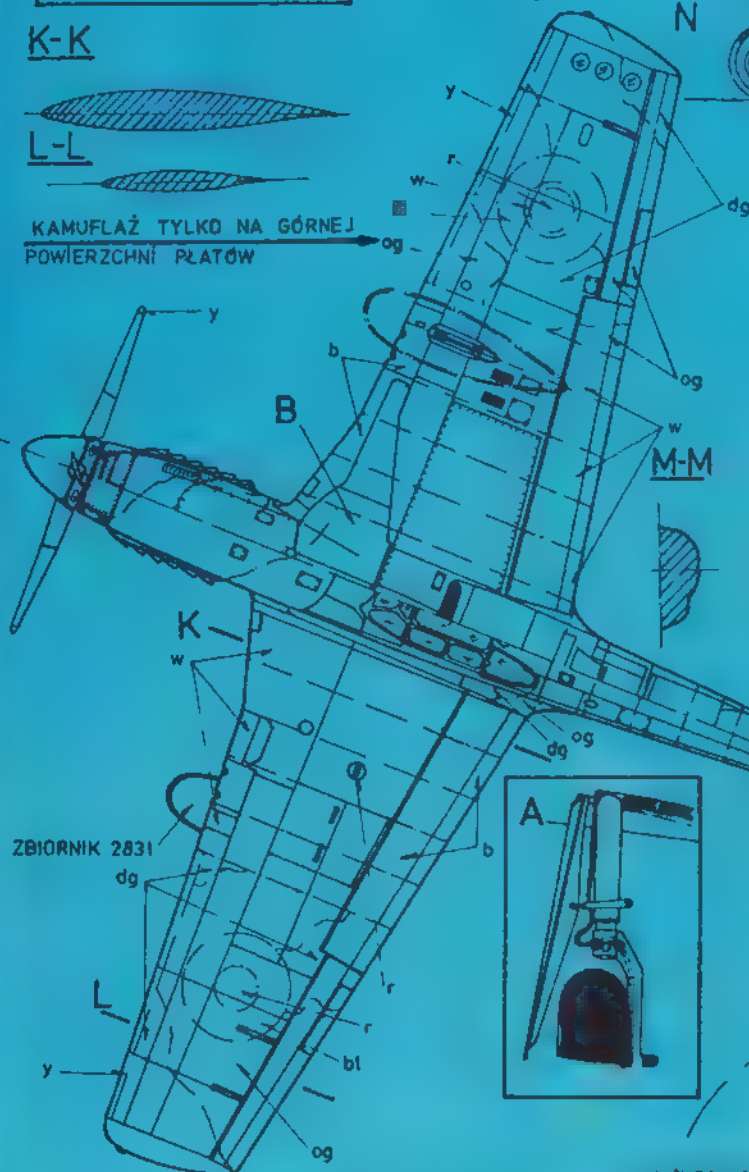 K-K
L-L
KAMUFLAŻ TYLKO NA GÓRNEJ
POWIERZCHNI PŁATÓW
N
y
r
w
og
dg
y
b
og
B
w
M-M
K
w
og
dg
ZBIORNIK 283l
A
b
dg
r
L
r
y
bl
og